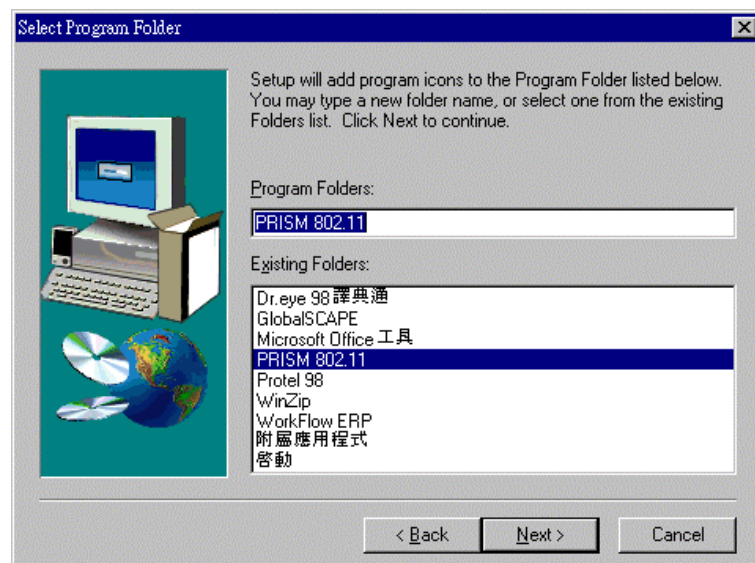 Select Program Folder
Setup will add program icons to the Program Folder listed below.
You may type a new folder name, or select one from the existing
Folders list. Click Next to continue.
Program Folders:
PRISM 802.11
Existing Folders:
Dr.eye 98 譯典通
GlobalSCAPE
Microsoft Office 工具
PRISM 802.11
Protel 98
WinZip
WorkFlow ERP
附屬應用程式
啓動
< Back
Next >
Cancel